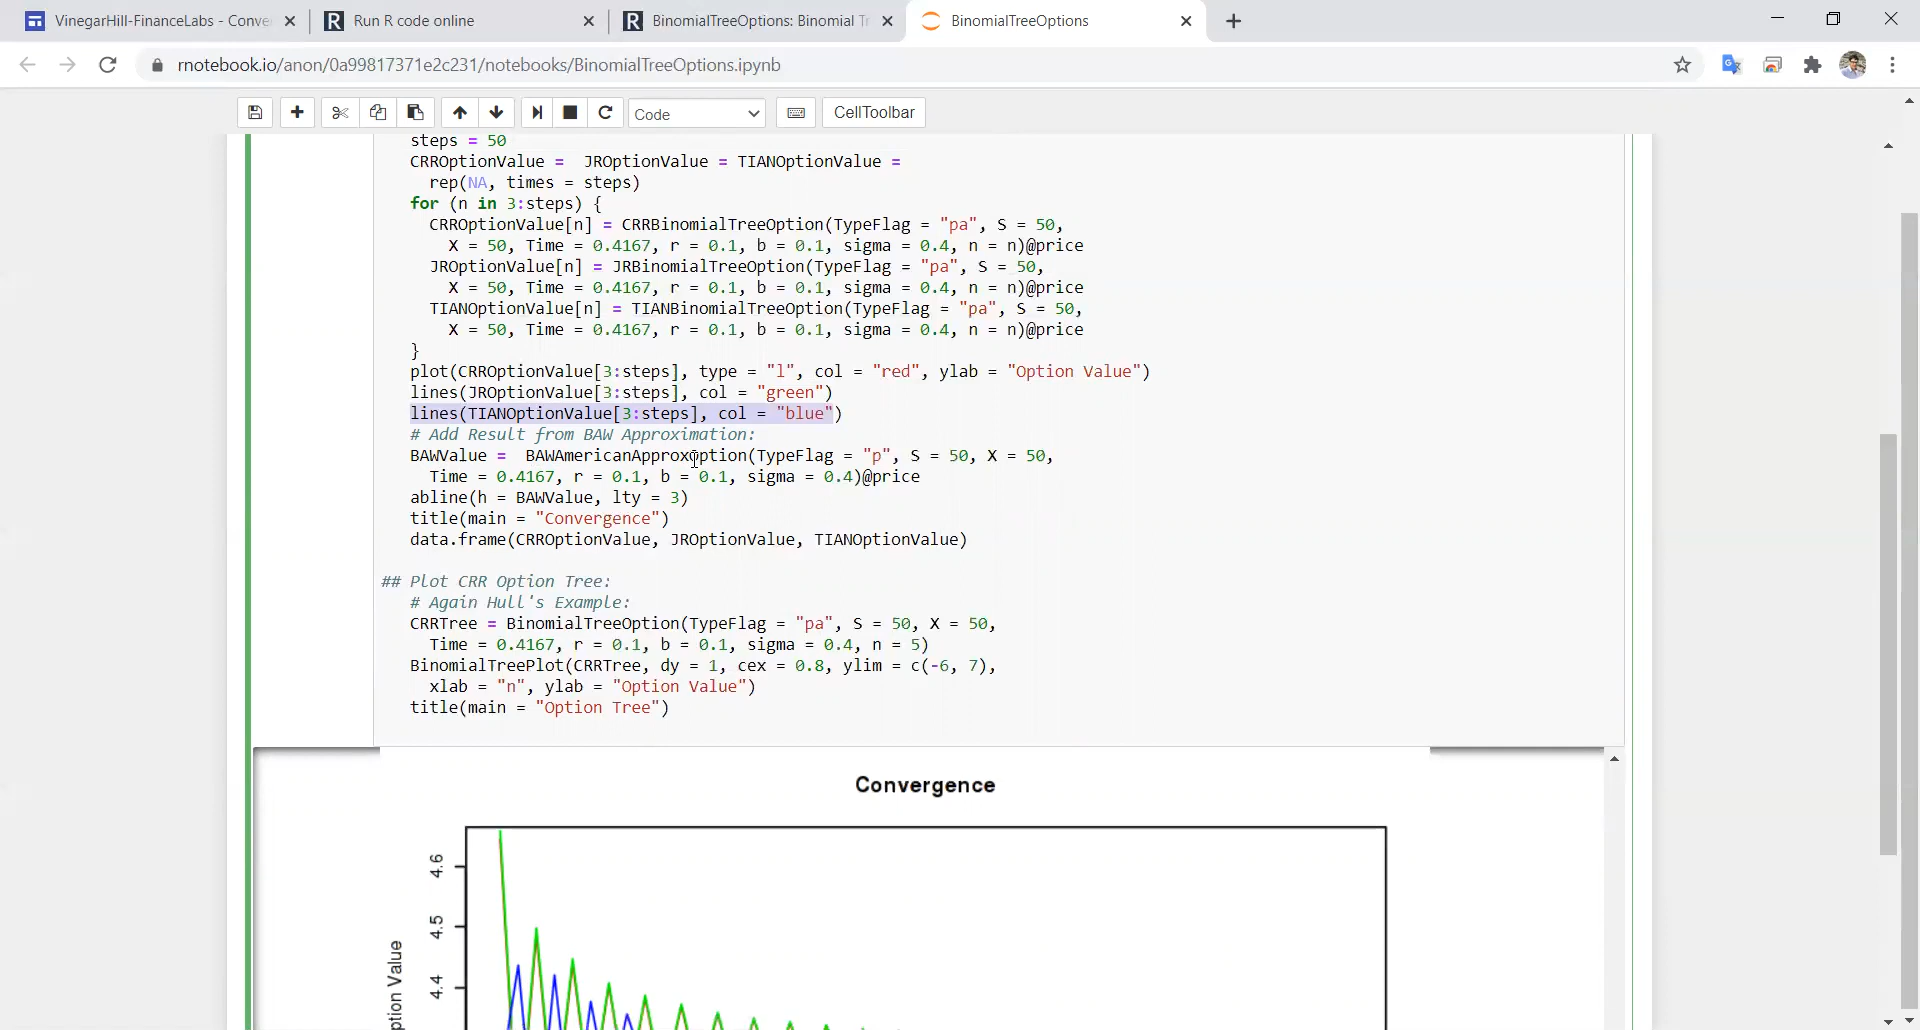 VinegarHill-FinanceLabs - Conve
Run R code online
BinomialTreeOptions: Binomial T
BinomialTreeOptions
rnotebook.io/anon/0a99817371e2c231/notebooks/BinomialTreeOptions.ipynb
Code
CellToolbar
steps = 50
CRROptionValue =  JROptionValue = TIANOptionValue =
rep(NA, times = steps)
for (n in 3:steps) {
CRROptionValue[n] = CRRBinomialTreeOption(TypeFlag = "pa", S = 50,
X = 50, Time = 0.4167, r = 0.1, b = 0.1, sigma = 0.4, n = n)@price
JROptionValue[n] = JRBinomialTreeOption(TypeFlag = "pa", S = 50,
X = 50, Time = 0.4167, r = 0.1, b = 0.1, sigma = 0.4, n = n)@price
TIANOptionValue[n] = TIANBinomialTreeOption(TypeFlag = "pa", S = 50,
X = 50, Time = 0.4167, r = 0.1, b = 0.1, sigma = 0.4, n = n)@price
}
plot(CRROptionValue[3:steps], type = "l", col = "red", ylab = "Option Value")
lines(JROptionValue[3:steps], col = "green")
lines(TIANOptionValue[3:steps], col = "blue")
# Add Result from BAW Approximation:
BAWValue =  BAWAmericanApproxOption(TypeFlag = "p", S = 50, X = 50,
Time = 0.4167, r = 0.1, b = 0.1, sigma = 0.4)@price
abline(h = BAWValue, lty = 3)
title(main = "Convergence")
data.frame(CRROptionValue, JROptionValue, TIANOptionValue)
## Plot CRR Option Tree:
# Again Hull's Example:
CRRTree = BinomialTreeOption(TypeFlag = "pa", S = 50, X = 50,
Time = 0.4167, r = 0.1, b = 0.1, sigma = 0.4, n = 5)
BinomialTreePlot(CRRTree, dy = 1, cex = 0.8, ylim = c(-6, 7),
xlab = "n", ylab = "Option Value")
title(main = "Option Tree")
Convergence
4.6
4.5
4.4
ption Value